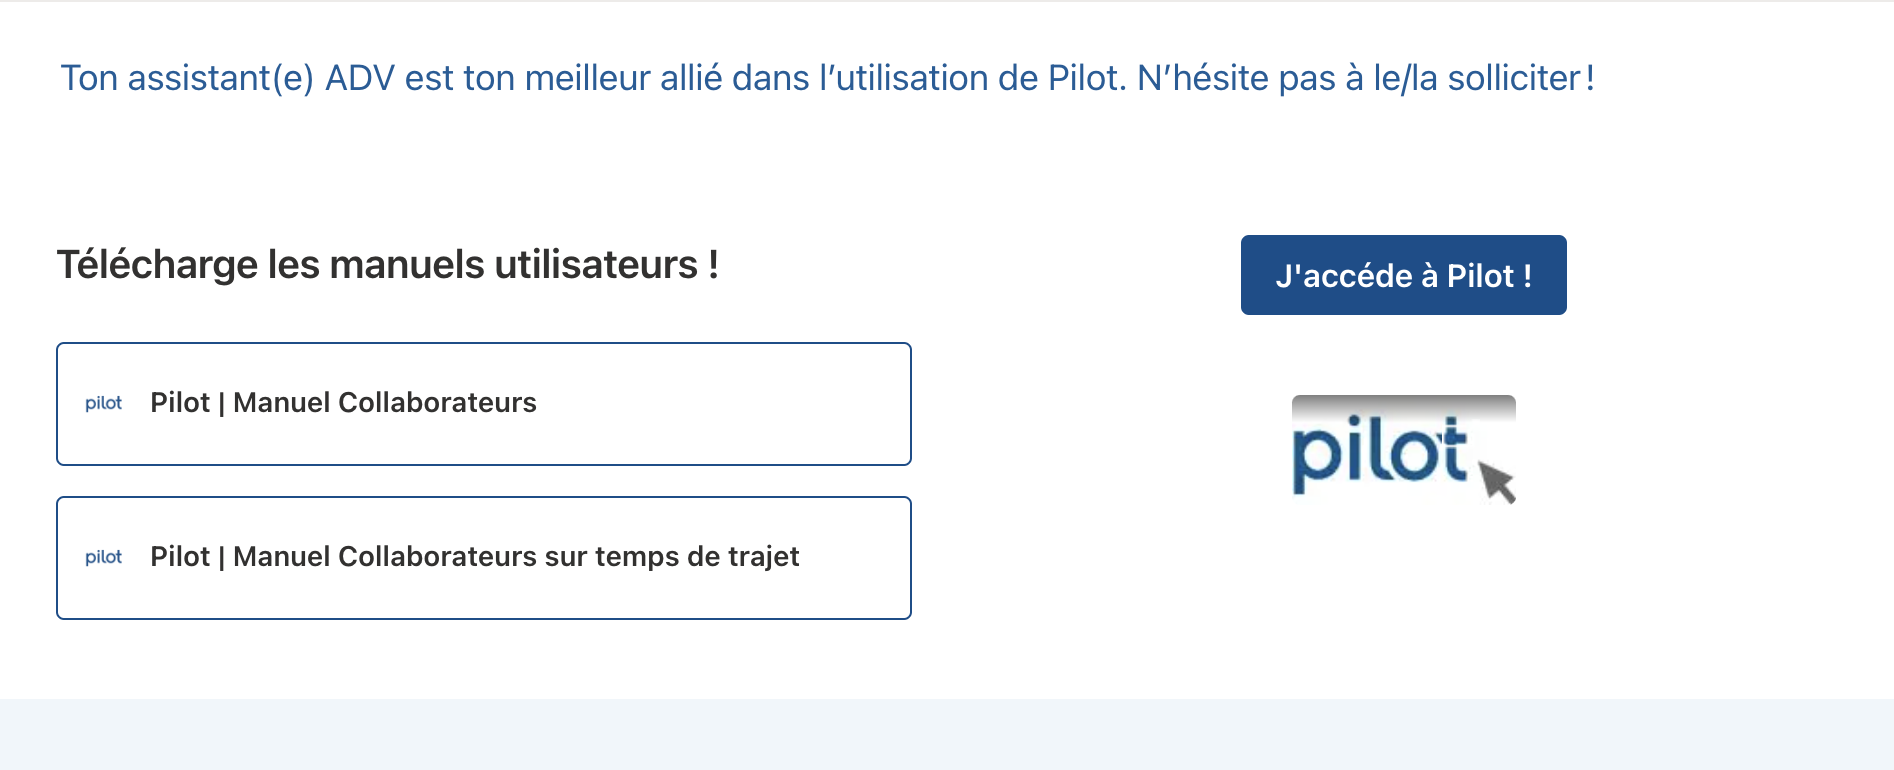 Ton assistant(e) ADV est ton meilleur allié dans l’utilisation de Pilot. N’hésite pas à le/la solliciter !
Télécharge les manuels utilisateurs !
J'accéde à Pilot !
pilot Pilot | Manuel Collaborateurs
pilot
pilot Pilot | Manuel Collaborateurs sur temps de trajet